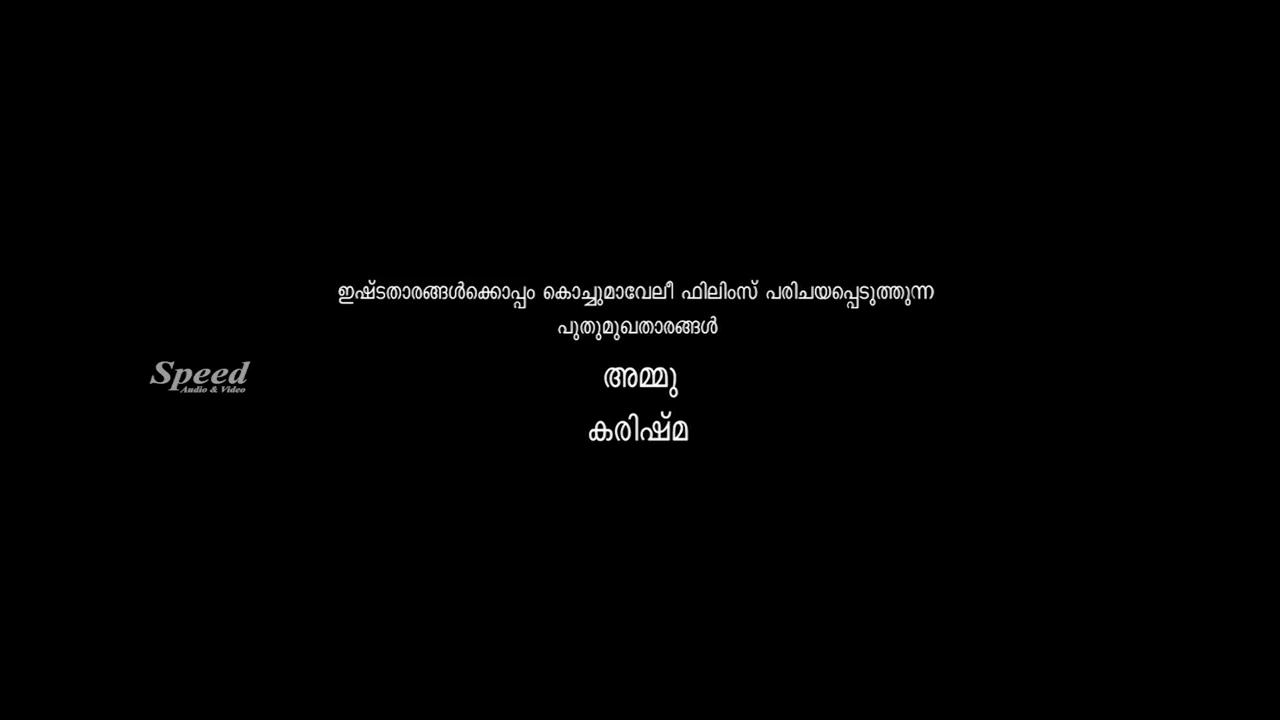 ഇഷ്ടതാരങ്ങൾക്കൊപ്പം കൊച്ചുമാവേലീ ഫിലിംസ് പരിചയപ്പെടുത്തുന്ന
പുതുമുഖതാരങ്ങൾ
അമ്മു
കരിഷ്മ
Speed
Audio & Video